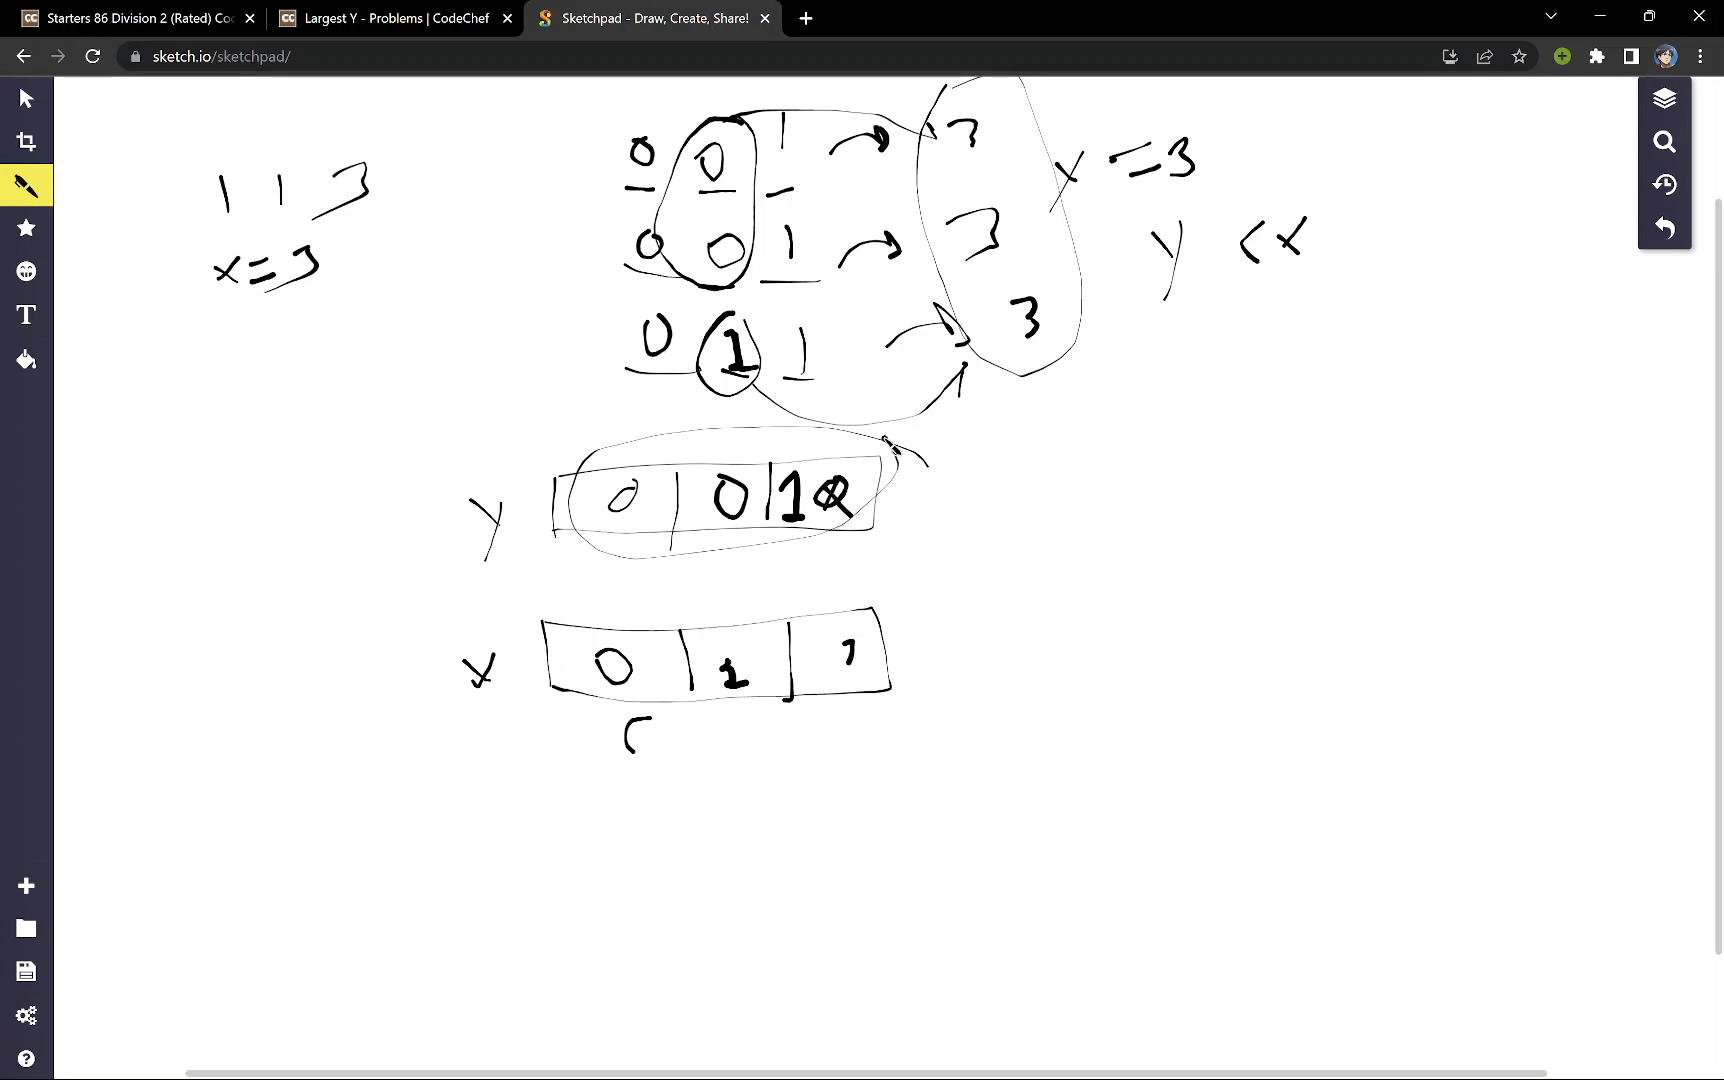 Starters 86 Division 2 (Rated) Co
Largest Y - Problems | CodeChef
Sketchpad - Draw, Create, Share!
sketch.io/sketchpad/
0 0 1 3
x = 3
1 1 3
x = 3
0 0 1 3
y < x
0 1 1 3
y 0 0 1
x 0 1
T